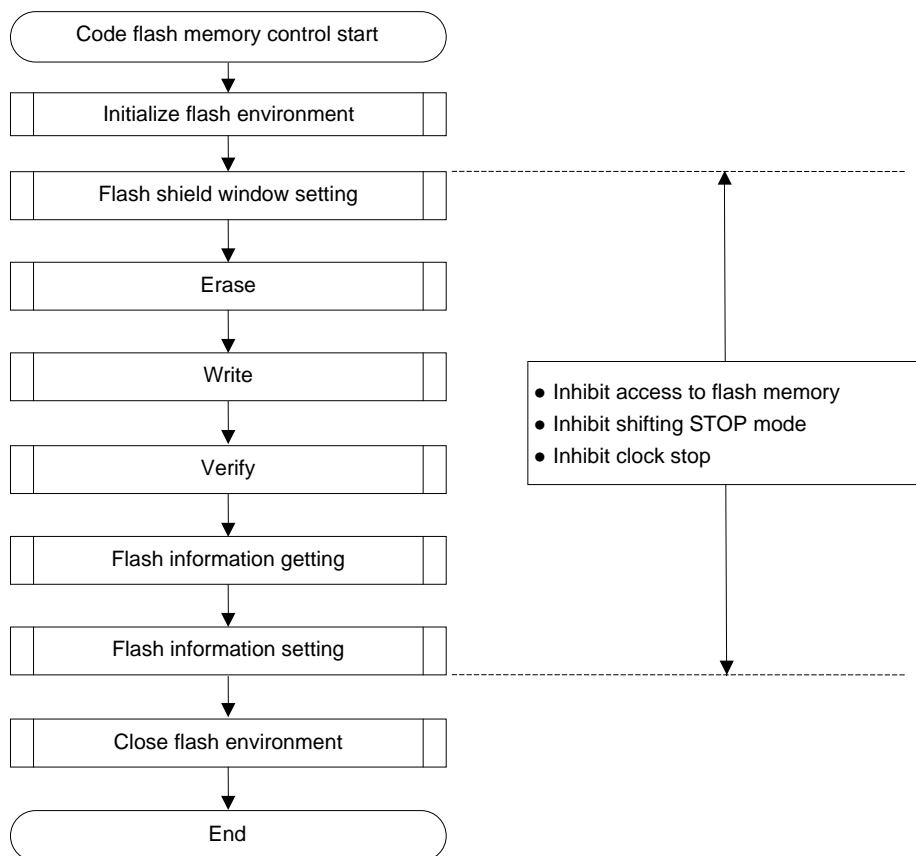 Code flash memory control start
Initialize flash environment
Flash shield window setting
Erase
Write
● Inhibit access to flash memory
● Inhibit shifting STOP mode
● Inhibit clock stop
Verify
Flash information getting
Flash information setting
Close flash environment
End